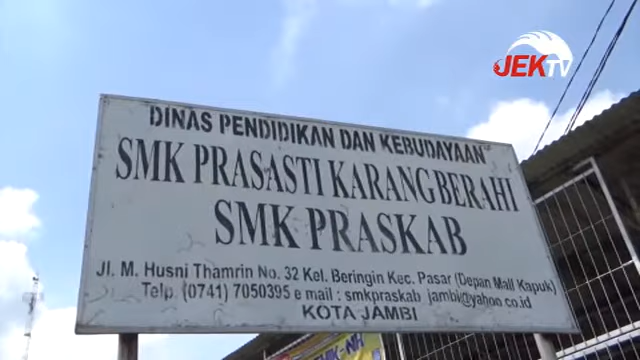 JEKTV
DINAS PENDIDIKAN DAN KEBUDAYAAN
SMK PRASASTI KARANGBERAHI
SMK PRASKAB
Jl. M. Husni Thamrin No. 32 Kel. Beringin Kec. Pasar (Depan Mall Kapuk)
Telp. (0741) 7050395 e mail : smkpraskab jambi@yahoo.co.id
KOTA JAMBI